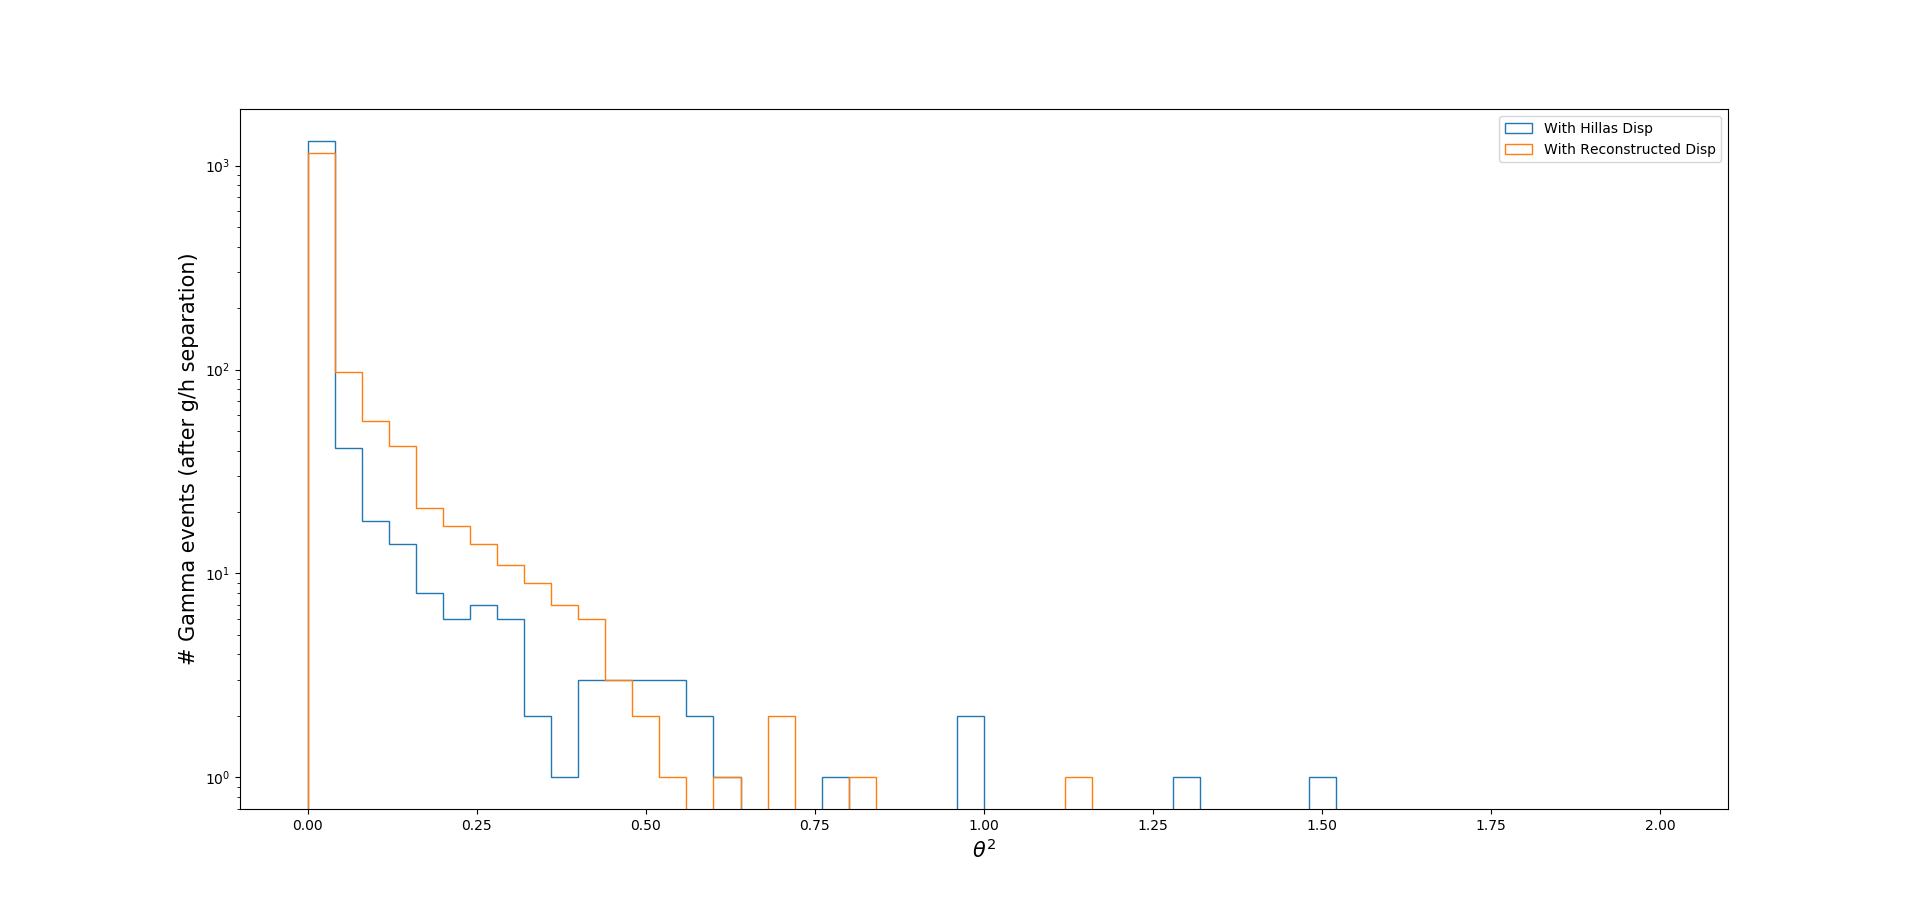 With Hillas Disp
With Reconstructed Disp
# Gamma events (after g/h separation)
10³
10²
10¹
10⁰
0.00 0.25 0.50 0.75 1.00 1.25 1.50 1.75 2.00
θ²